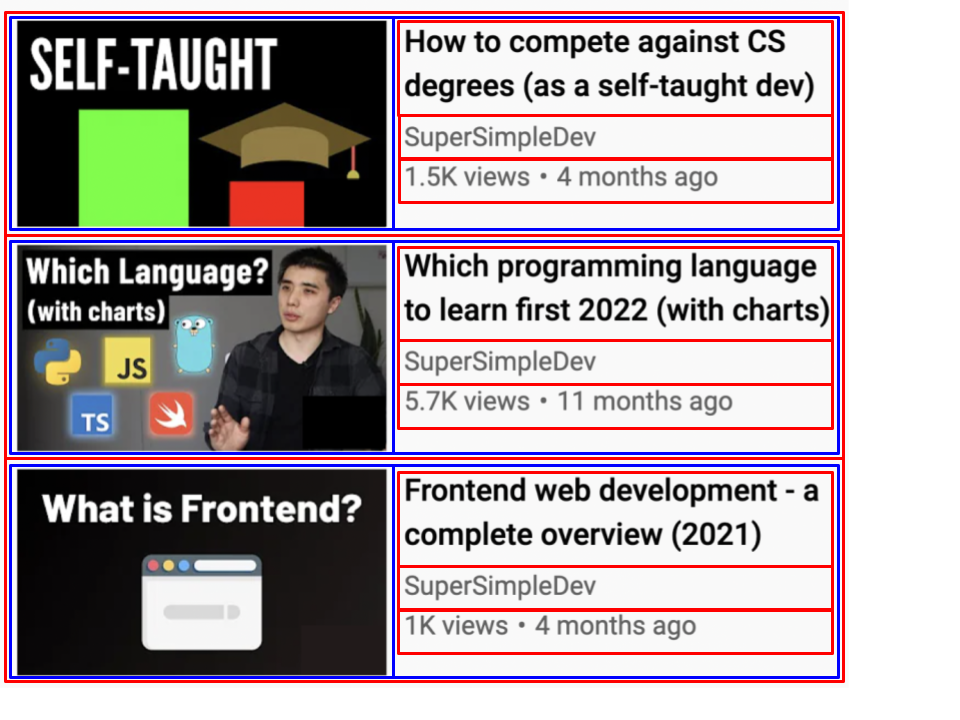 SELF-TAUGHT
How to compete against CS
degrees (as a self-taught dev)
SuperSimpleDev
1.5K views • 4 months ago
Which Language?
(with charts)
JS
TS
Which programming language
to learn first 2022 (with charts)
SuperSimpleDev
5.7K views • 11 months ago
What is Frontend?
Frontend web development - a
complete overview (2021)
SuperSimpleDev
1K views • 4 months ago